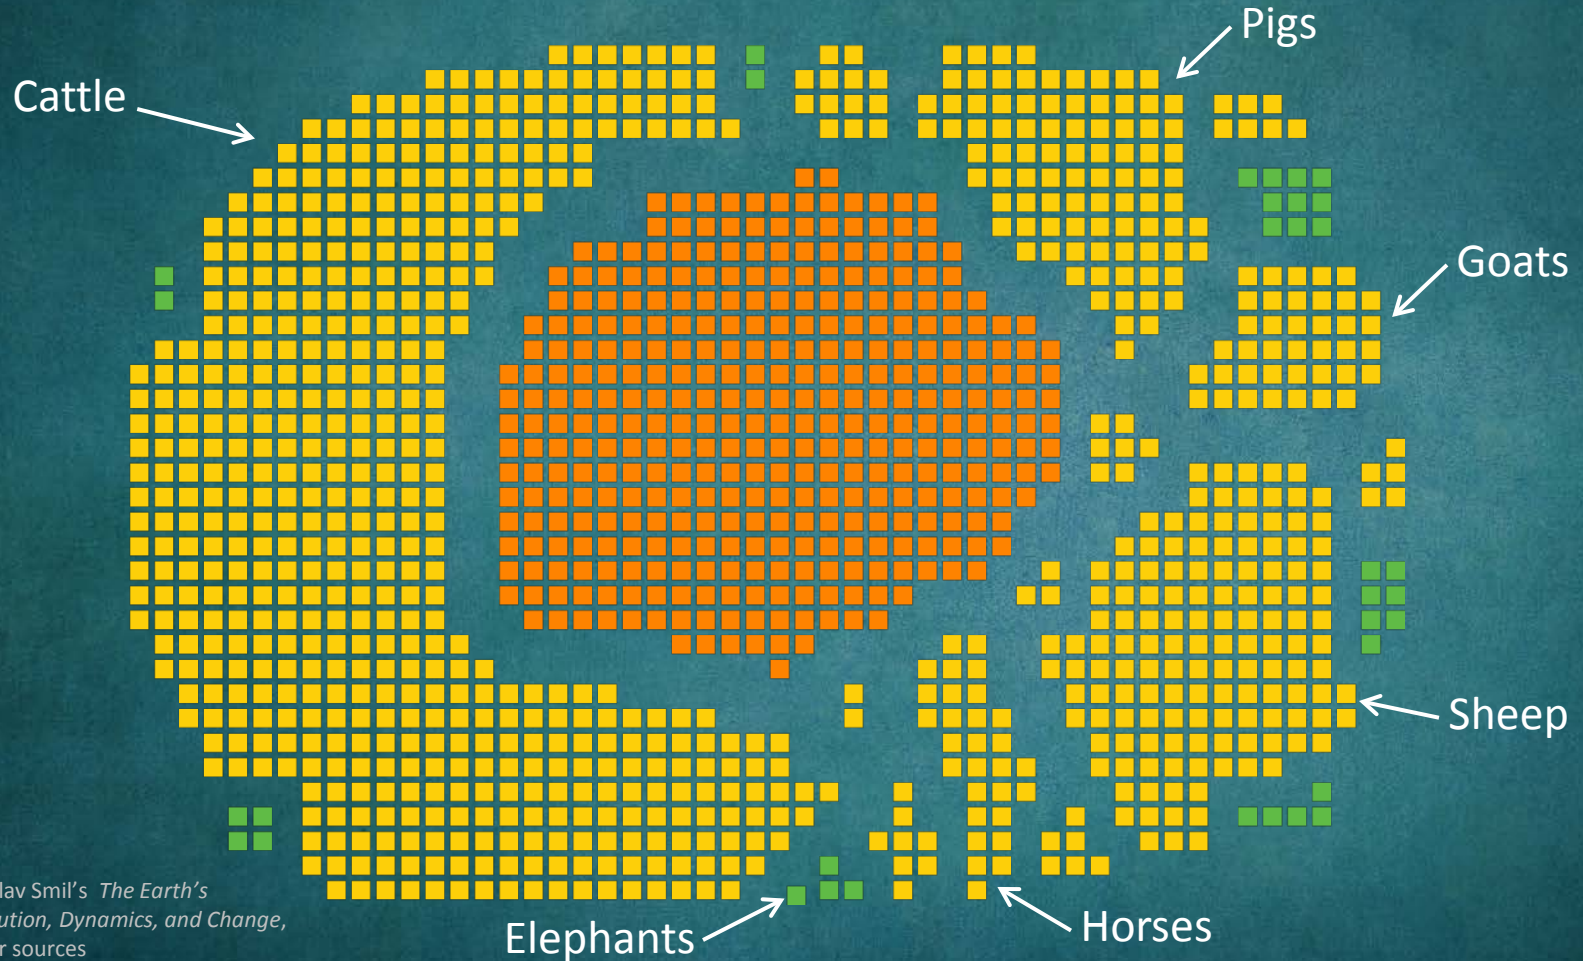 Pigs
Cattle
Goats
Sheep
Horses
Elephants
lav Smil's The Earth's
ution, Dynamics, and Change,
r sources